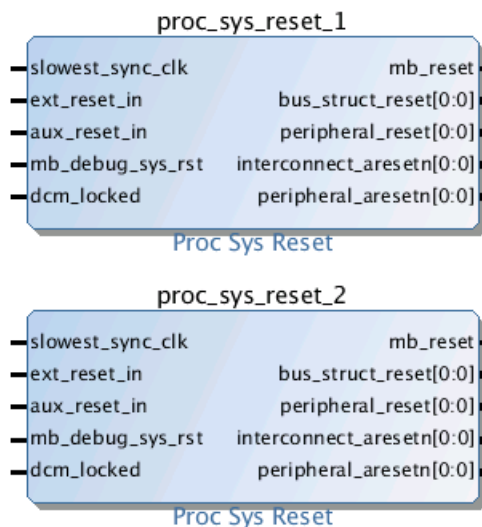 proc_sys_reset_1
slowest_sync_clk mb_reset
ext_reset_in bus_struct_reset[0:0]
aux_reset_in peripheral_reset[0:0]
mb_debug_sys_rst interconnect_aresetn[0:0]
dcm_locked peripheral_aresetn[0:0]
Proc Sys Reset
proc_sys_reset_2
slowest_sync_clk mb_reset
ext_reset_in bus_struct_reset[0:0]
aux_reset_in peripheral_reset[0:0]
mb_debug_sys_rst interconnect_aresetn[0:0]
dcm_locked peripheral_aresetn[0:0]
Proc Sys Reset